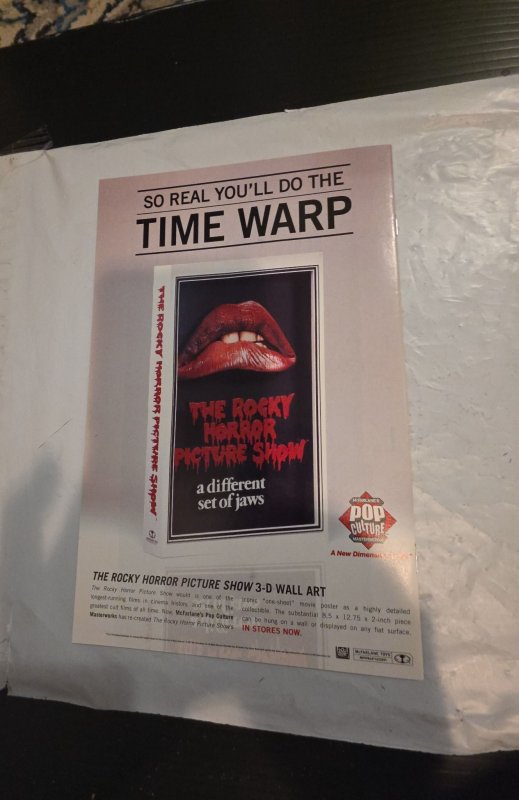 SO REAL YOU'LL DO THE
TIME WARP
THE ROCKY HORROR PICTURE SHOW
THE ROCKY
HORROR
PICTURE SHOW
a different
set of jaws
McFARLANE'S
POP
CULTURE
MASTERWORKS
A New Dimension
THE ROCKY HORROR PICTURE SHOW 3-D WALL ART
The Rocky Horror Picture Show world is one of the
longest-running films in cinema history, and one of the
greatest cult films of all time. Now, McFarlane's Pop Culture
Masterworks has re-created The Rocky Horror Picture Show's
iconic "one-sheet" movie poster as a highly detailed
collectible. The substantial 8.5 x 12.75 x 2-inch piece
can be hung on a wall or displayed on any flat surface.
IN STORES NOW.
McFARLANE TOYS